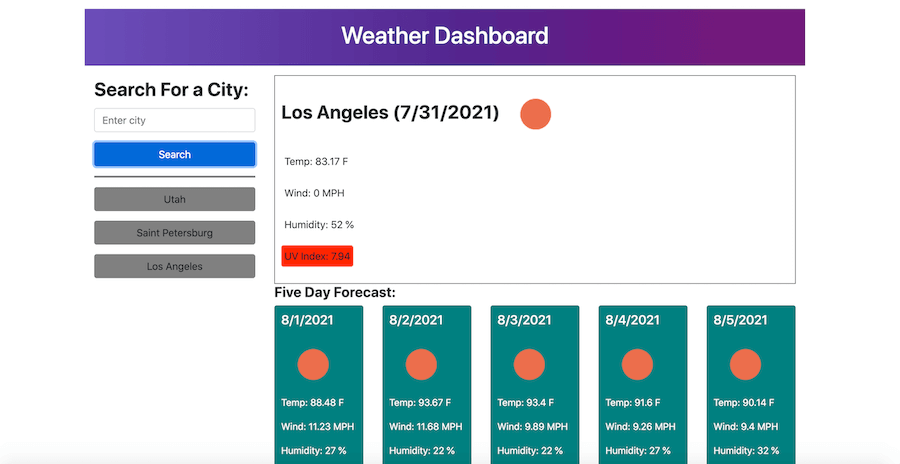 Weather Dashboard
Search For a City:
Enter city
Search
Utah
Saint Petersburg
Los Angeles
Los Angeles (7/31/2021)
Temp: 83.17 F
Wind: 0 MPH
Humidity: 52 %
UV Index: 7.94
Five Day Forecast:
8/1/2021
Temp: 88.48 F
Wind: 11.23 MPH
Humidity: 27 %
8/2/2021
Temp: 93.67 F
Wind: 11.68 MPH
Humidity: 22 %
8/3/2021
Temp: 93.4 F
Wind: 9.89 MPH
Humidity: 22 %
8/4/2021
Temp: 91.6 F
Wind: 9.26 MPH
Humidity: 27 %
8/5/2021
Temp: 90.14 F
Wind: 9.4 MPH
Humidity: 32 %